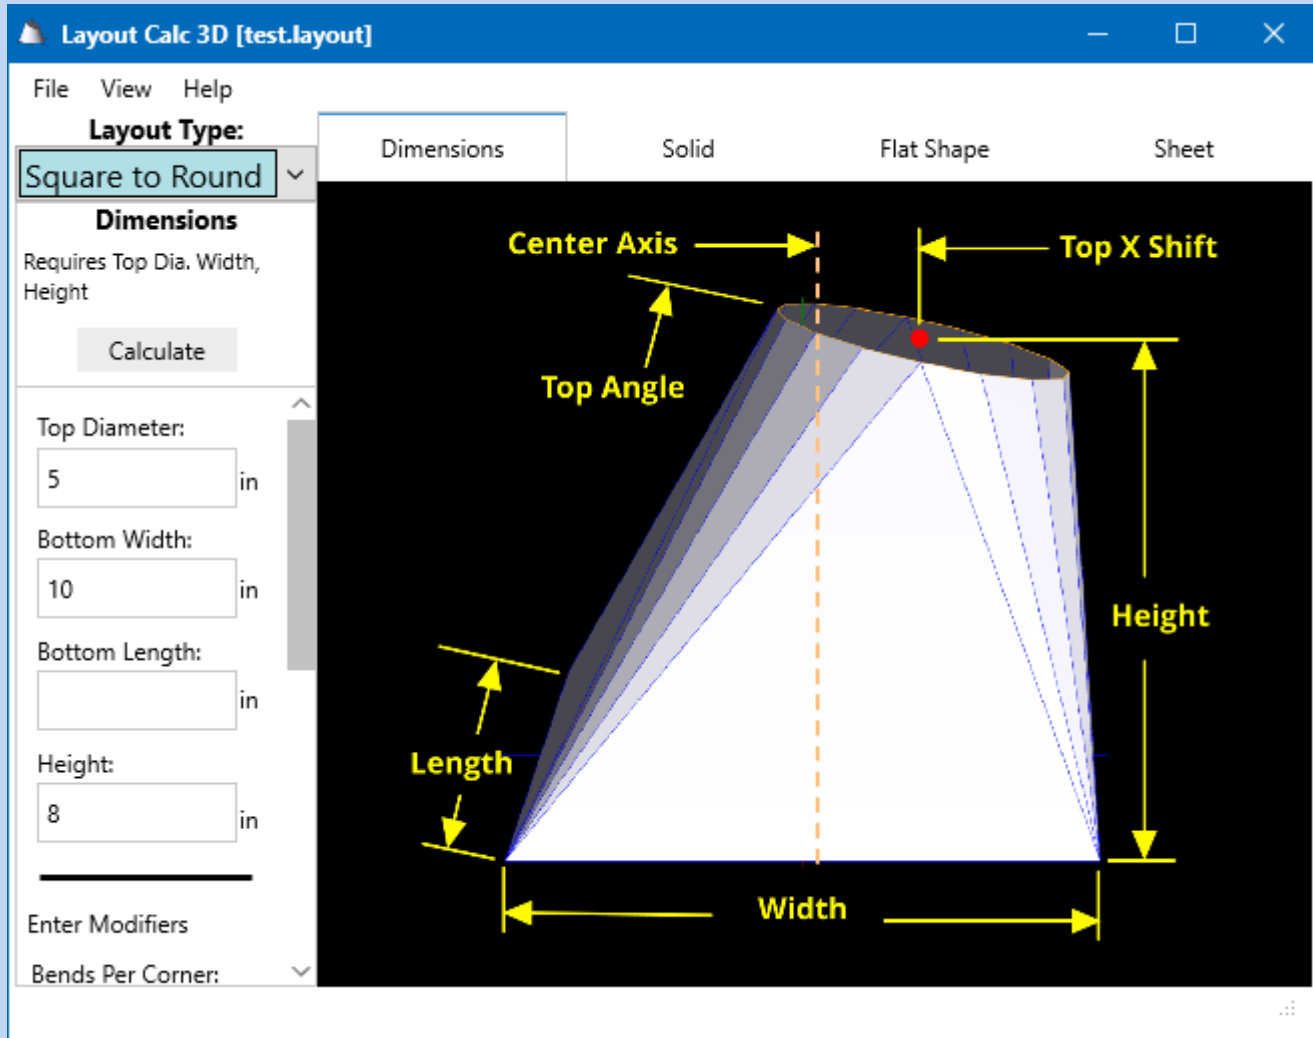 Layout Calc 3D [test.layout]
File View Help
Layout Type:
Square to Round
Dimensions
Requires Top Dia. Width,
Height
Calculate
Top Diameter:
5 in
Bottom Width:
10 in
Bottom Length:
in
Height:
8 in
Enter Modifiers
Bends Per Corner:
Dimensions Solid Flat Shape Sheet
Center Axis
Top X Shift
Top Angle
Height
Length
Width